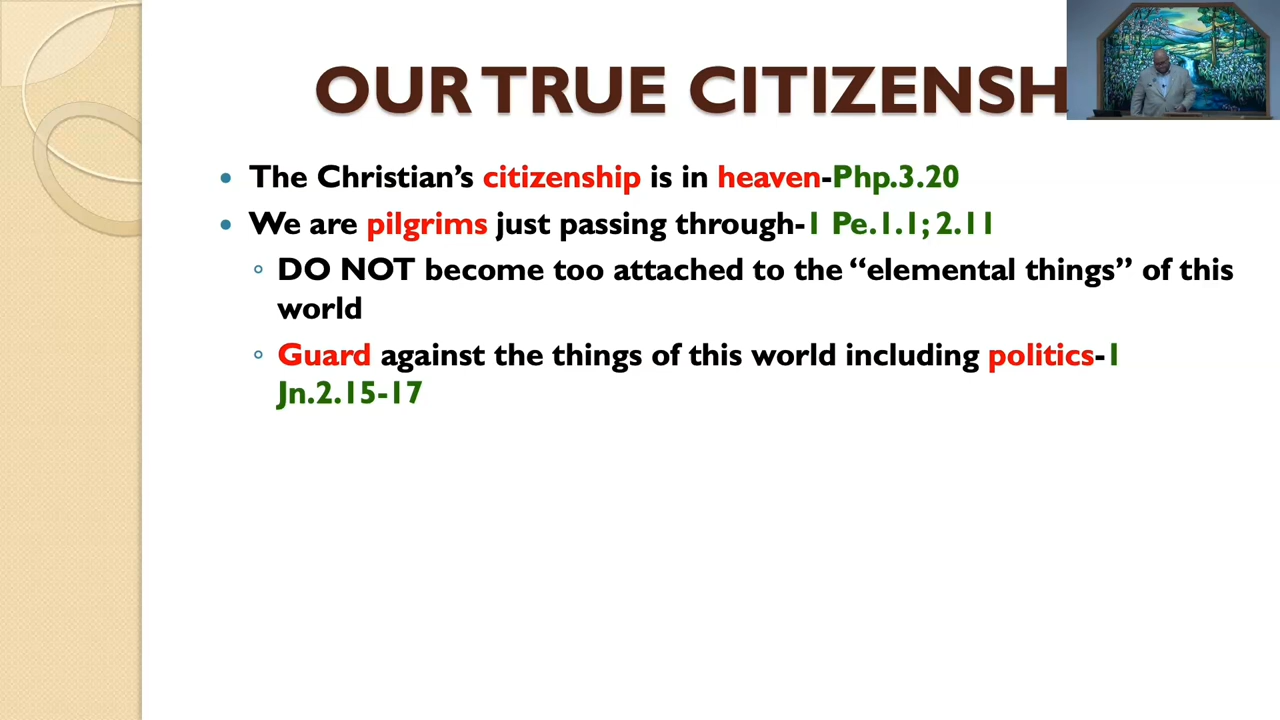 OUR TRUE CITIZENSH
• The Christian’s citizenship is in heaven-Php.3.20
• We are pilgrims just passing through-1 Pe.1.1; 2.11
◦ DO NOT become too attached to the “elemental things” of this
world
◦ Guard against the things of this world including politics-1
Jn.2.15-17